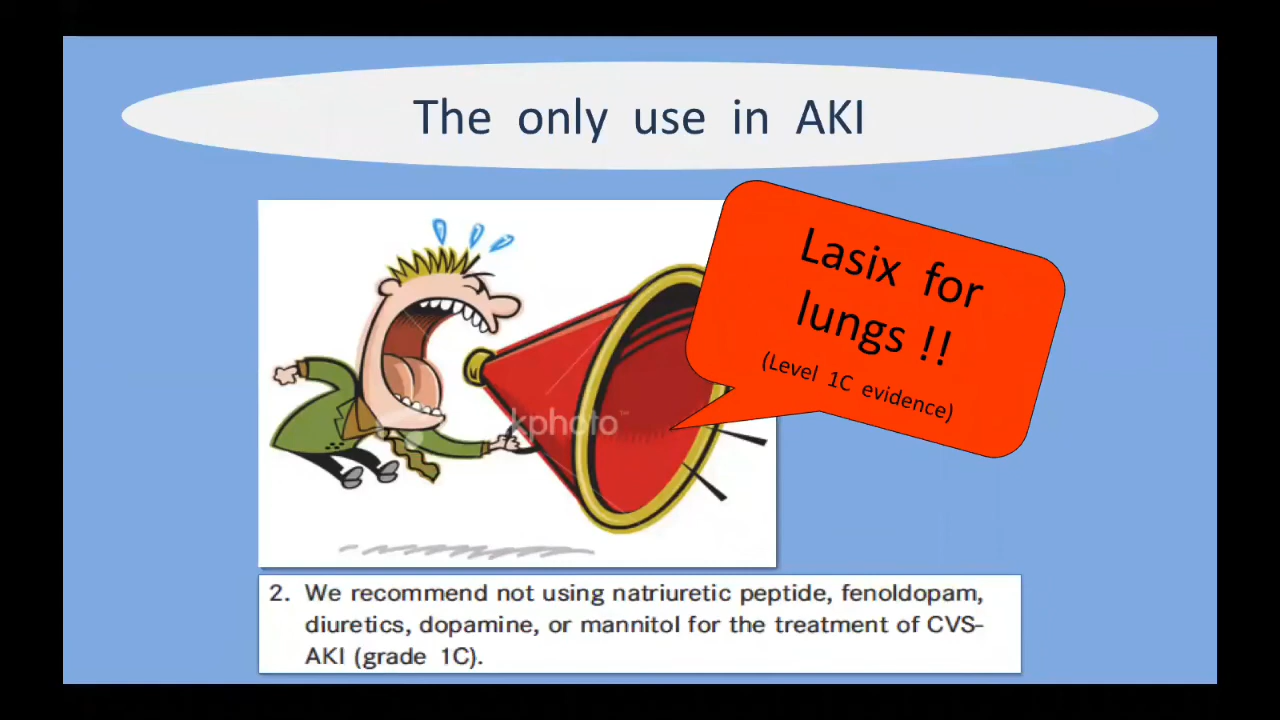 The only use in AKI
Lasix for
lungs !!
(Level 1C evidence)
kphoto™
2. We recommend not using natriuretic peptide, fenoldopam,
diuretics, dopamine, or mannitol for the treatment of CVS-
AKI (grade 1C).